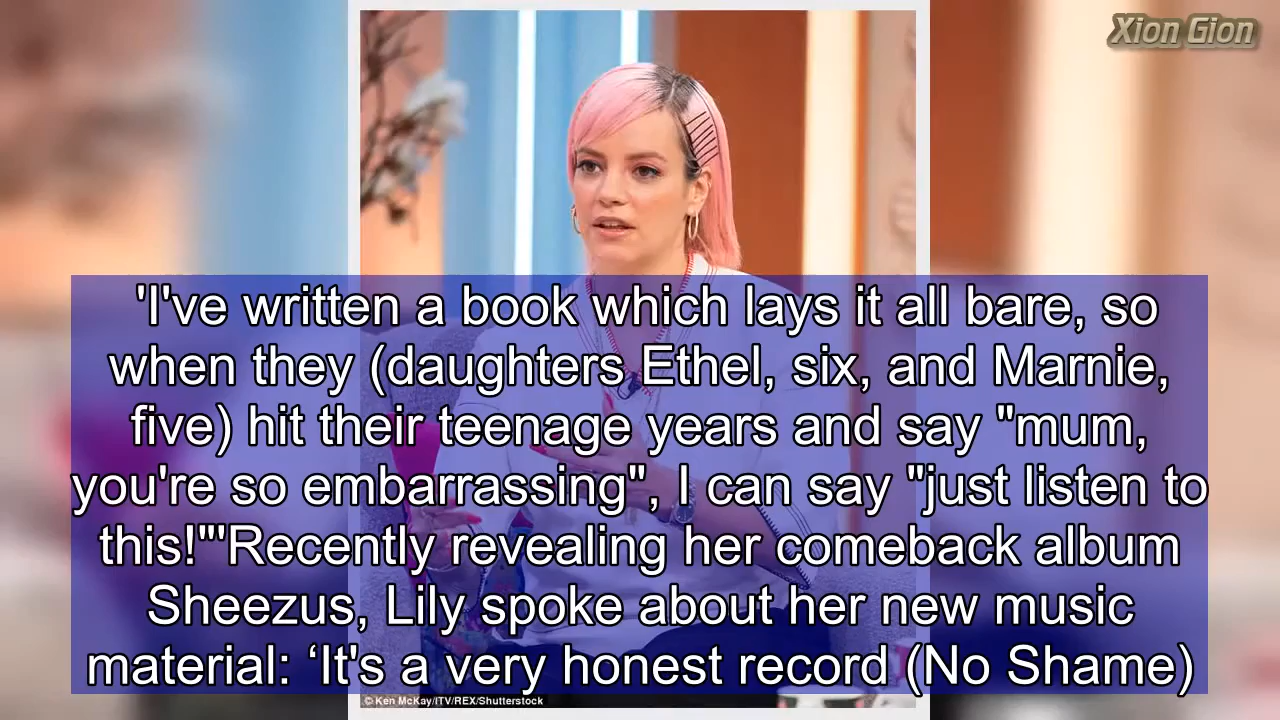 Xion Gion
'I've written a book which lays it all bare, so
when they (daughters Ethel, six, and Marnie,
five) hit their teenage years and say "mum,
you're so embarrassing", I can say "just listen to
this!"'Recently revealing her comeback album
Sheezus, Lily spoke about her new music
material: ‘It's a very honest record (No Shame)
© Ken McKay/ITV/REX/Shutterstock